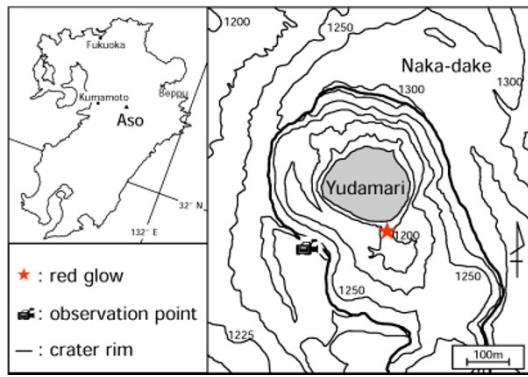 Fukuoka
Beppu
Kumamoto
Aso
32° N
132° E
★ : red glow
: observation point
— : crater rim
1200
1250
Naka-dake
1300
1300
Yudamari
1200
1250
1250
1225
100m